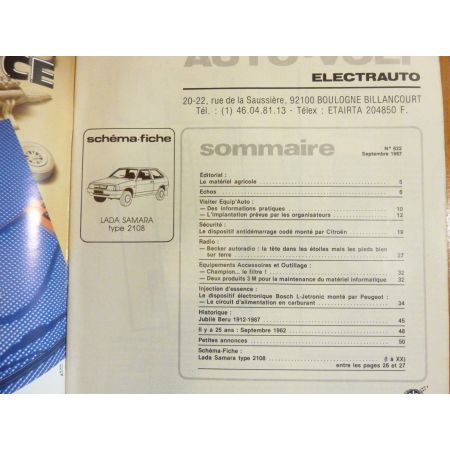 CE
AUTO-VOLT
ELECTRAUTO
20-22, rue de la Saussière, 92100 BOULOGNE BILLANCOURT
Tél. : (1) 46.04.81.13 - Télex : ETAIRTA 204850 F.
schéma-fiche
LADA SAMARA
type 2108
sommaire
N° 622
Septembre 1987
Éditorial :
Le matériel agricole 5
Echos 6
Visiter Equip'Auto :
— Des informations pratiques 10
— L'implantation prévue par les organisateurs 12
Sécurité :
Le dispositif antidémarrage codé monté par Citroën 19
Radio :
— Becker autoradio : la tête dans les étoiles mais les pieds bien
sur terre 27
Equipements Accessoires et Outillage :
— Champion... le filtre ! 32
— Deux produits 3 M pour la maintenance du matériel informatique 32
Injection d'essence :
Le dispositif électronique Bosch L-Jetronic monté par Peugeot :
— Le circuit d'alimentation en carburant 34
Historique :
Jubilé Beru 1912-1987 45
Il y a 25 ans : Septembre 1962 48
Petites annonces 50
Schéma-Fiche :
Lada Samara type 2108 (I à XX)
entre les pages 26 et 27